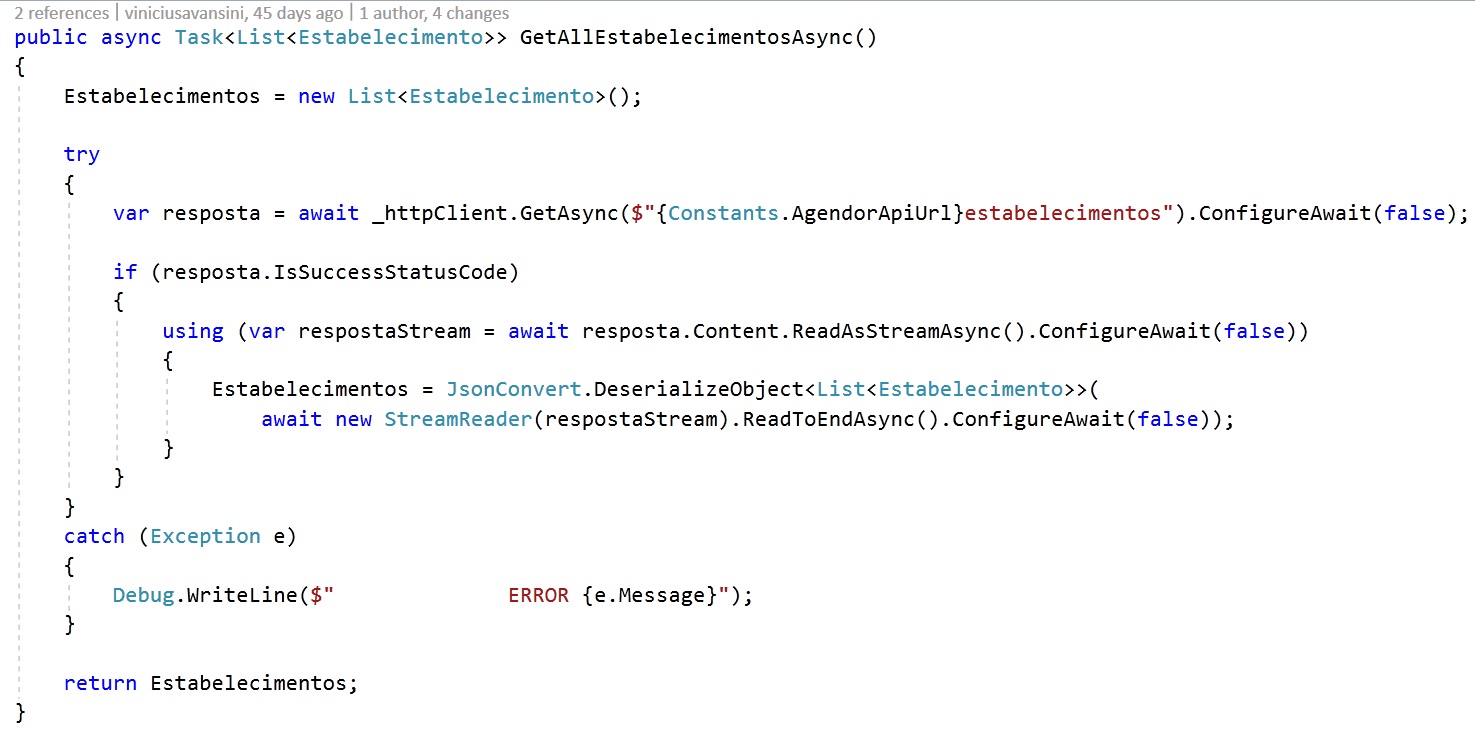 2 references | viniciusavansini, 45 days ago | 1 author, 4 changes
public async Task<List<Estabelecimento>> GetAllEstabelecimentosAsync()
{
    Estabelecimentos = new List<Estabelecimento>();

    try
    {
        var resposta = await _httpClient.GetAsync($"{Constants.AgendorApiUrl}estabelecimentos").ConfigureAwait(false);

        if (resposta.IsSuccessStatusCode)
        {
            using (var respostaStream = await resposta.Content.ReadAsStreamAsync().ConfigureAwait(false))
            {
                Estabelecimentos = JsonConvert.DeserializeObject<List<Estabelecimento>>(
                    await new StreamReader(respostaStream).ReadToEndAsync().ConfigureAwait(false));
            }
        }
    }
    catch (Exception e)
    {
        Debug.WriteLine($"              ERROR {e.Message}");
    }

    return Estabelecimentos;
}